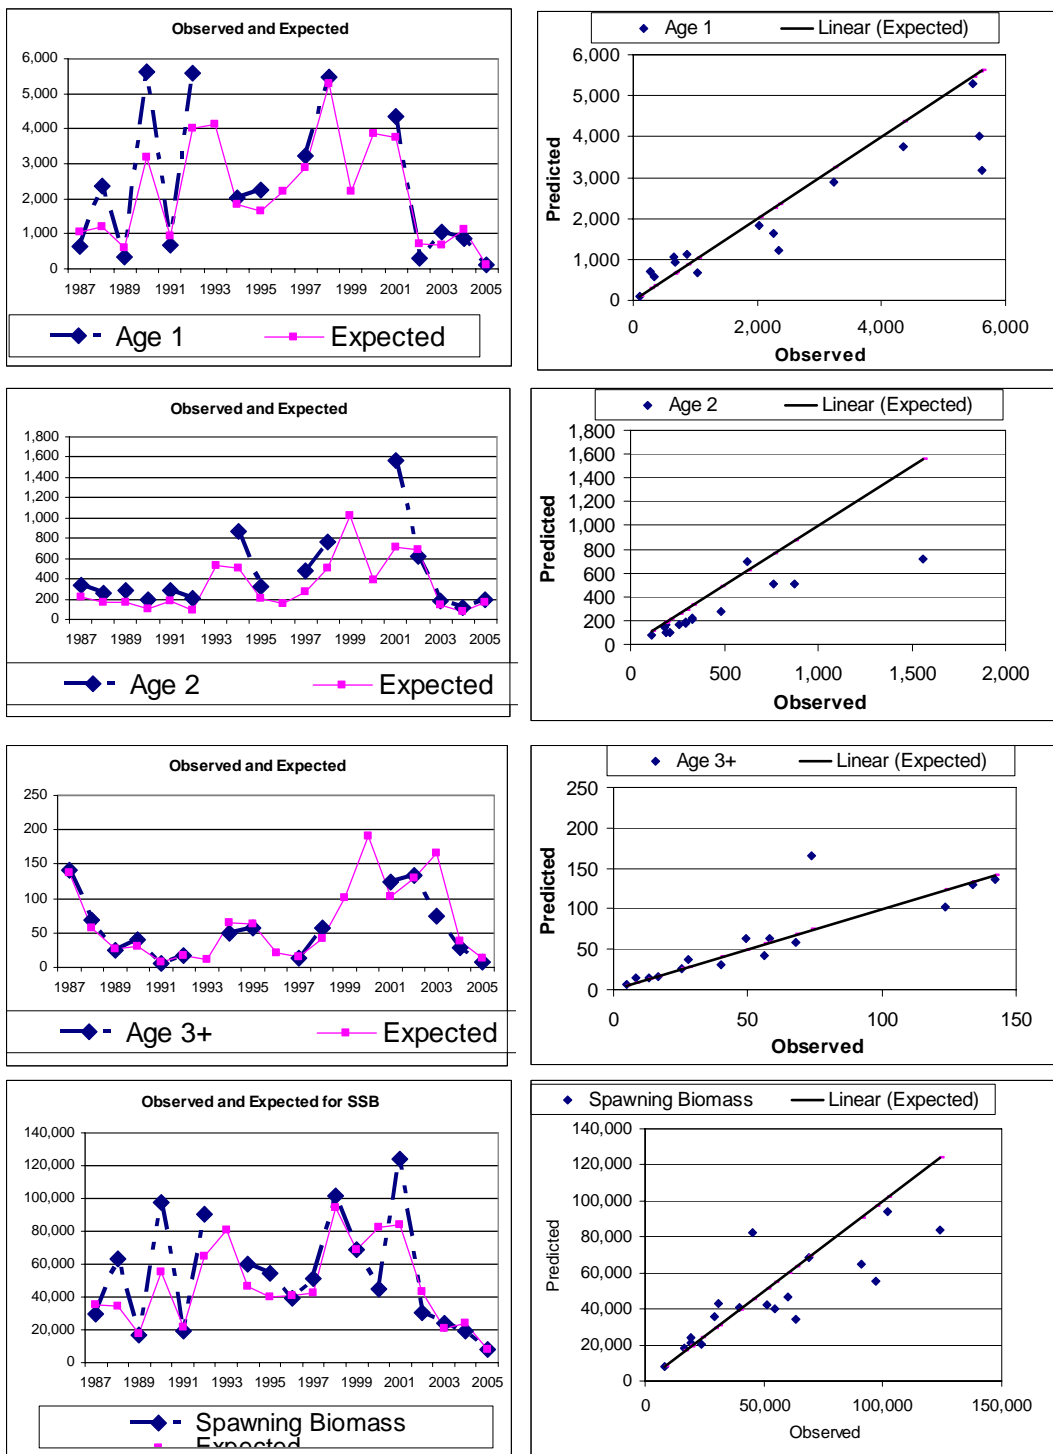 Observed and Expected
6,000
5,000
4,000
3,000
2,000
1,000
0
1987 1989 1991 1993 1995 1997 1999 2001 2003 2005
Age 1 Expected
Age 1 Linear (Expected)
6,000
5,000
4,000
3,000
2,000
1,000
0
Predicted
0 2,000 4,000 6,000
Observed
Observed and Expected
1,800
1,600
1,400
1,200
1,000
800
600
400
200
0
1987 1989 1991 1993 1995 1997 1999 2001 2003 2005
Age 2 Expected
Age 2 Linear (Expected)
1,800
1,600
1,400
1,200
1,000
800
600
400
200
0
Predicted
0 500 1,000 1,500 2,000
Observed
Observed and Expected
250
200
150
100
50
0
1987 1989 1991 1993 1995 1997 1999 2001 2003 2005
Age 3+ Expected
Age 3+ Linear (Expected)
250
200
150
100
50
0
Predicted
0 50 100 150
Observed
Observed and Expected for SSB
140,000
120,000
100,000
80,000
60,000
40,000
20,000
0
1987 1989 1991 1993 1995 1997 1999 2001 2003 2005
Spawning Biomass
Expected
Spawning Biomass Linear (Expected)
140,000
120,000
100,000
80,000
60,000
40,000
20,000
0
Predicted
0 50,000 100,000 150,000
Observed